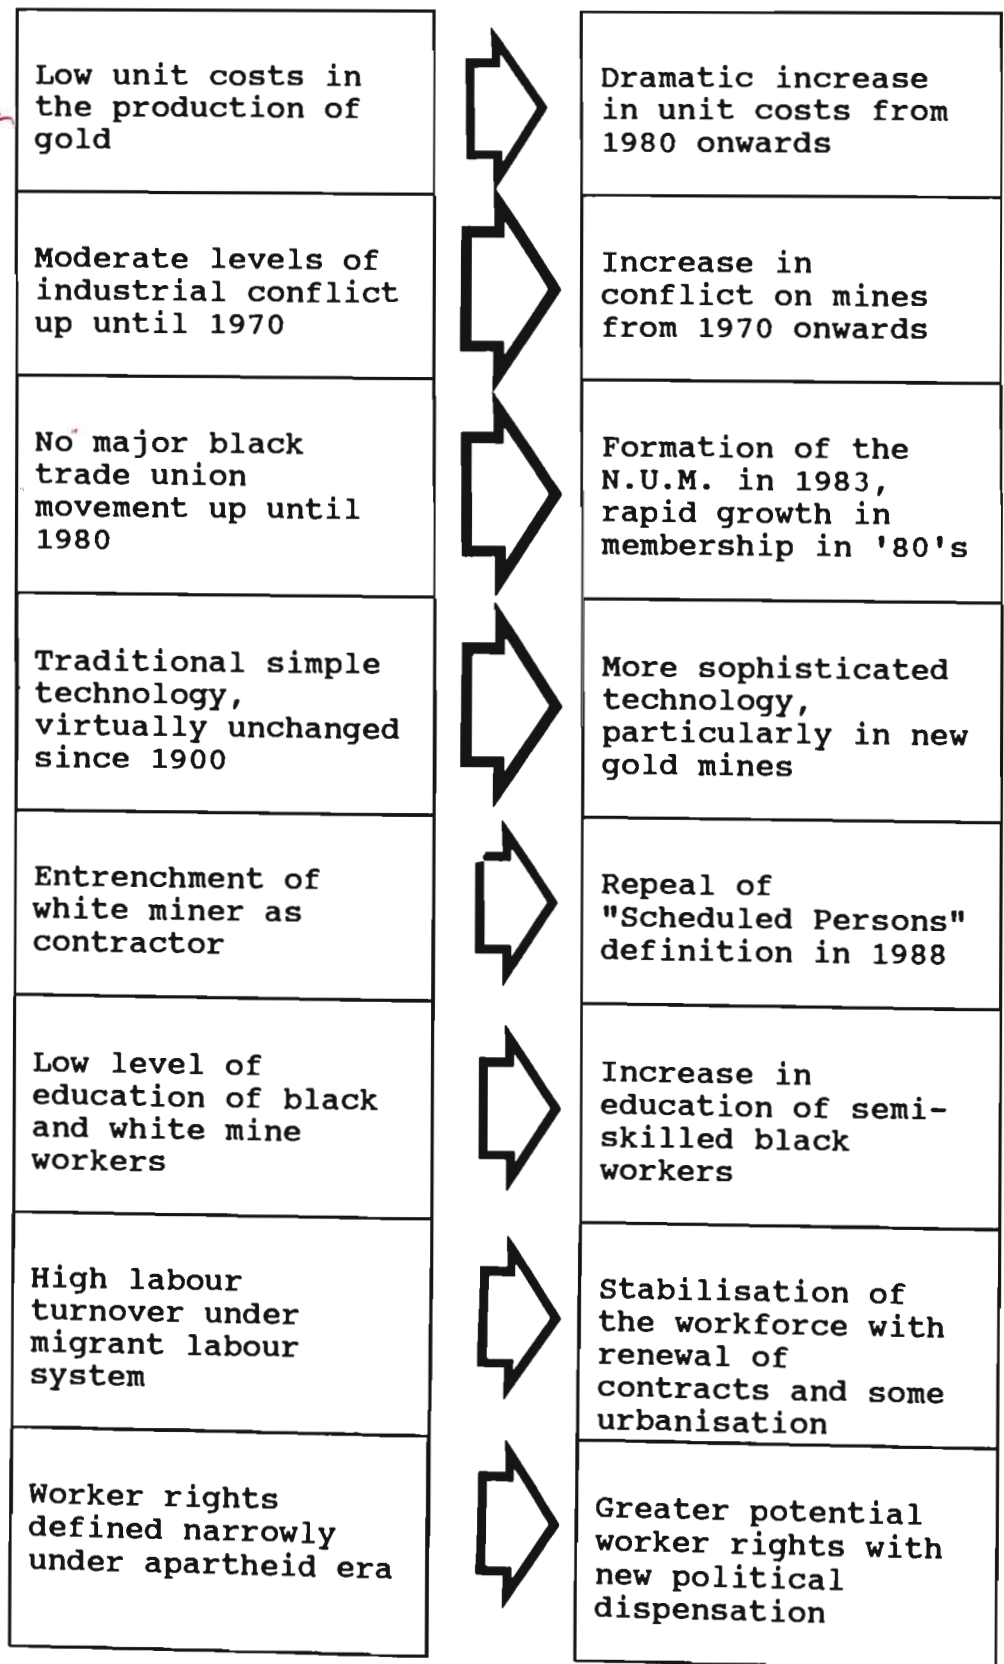 Low unit costs in
the production of
gold
Dramatic increase
in unit costs from
1980 onwards
Moderate levels of
industrial conflict
up until 1970
Increase in
conflict on mines
from 1970 onwards
No major black
trade union
movement up until
1980
Formation of the
N.U.M. in 1983,
rapid growth in
membership in '80's
Traditional simple
technology,
virtually unchanged
since 1900
More sophisticated
technology,
particularly in new
gold mines
Entrenchment of
white miner as
contractor
Repeal of
"Scheduled Persons"
definition in 1988
Low level of
education of black
and white mine
workers
Increase in
education of semi-
skilled black
workers
High labour
turnover under
migrant labour
system
Stabilisation of
the workforce with
renewal of
contracts and some
urbanisation
Worker rights
defined narrowly
under apartheid era
Greater potential
worker rights with
new political
dispensation